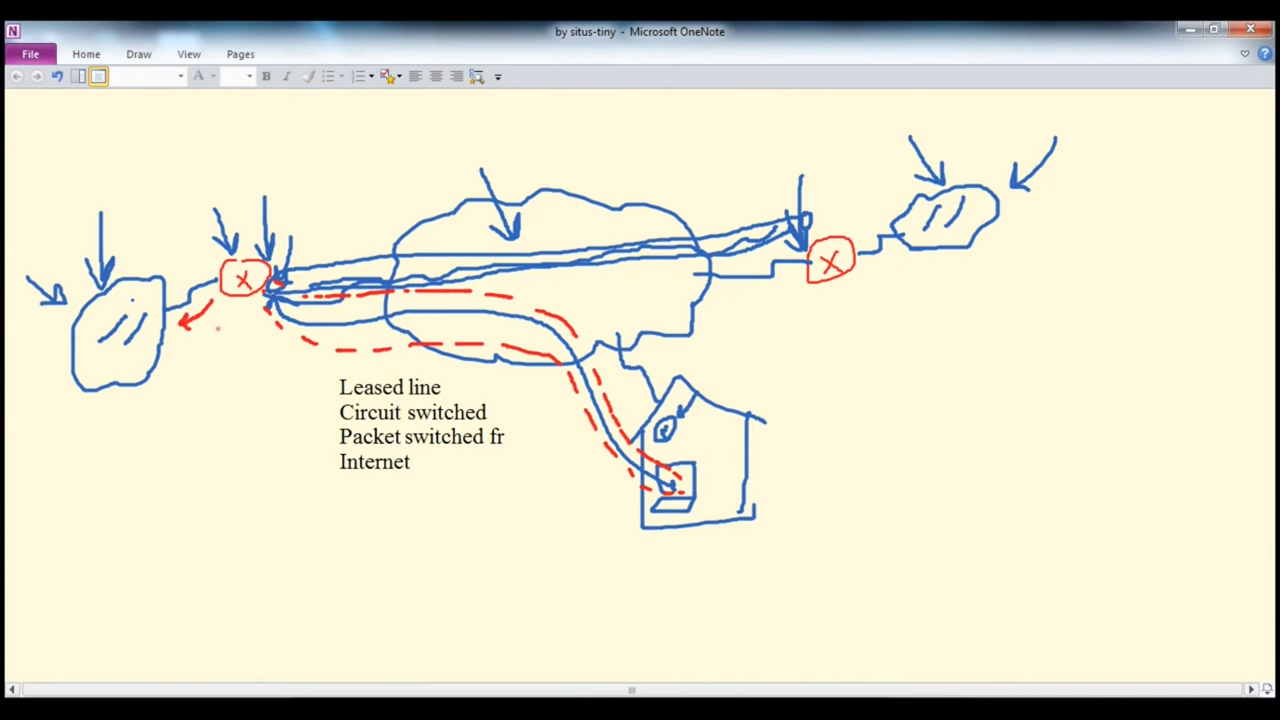 by situs-tiny - Microsoft OneNote
File Home Draw View Pages
Leased line
Circuit switched
Packet switched fr
Internet